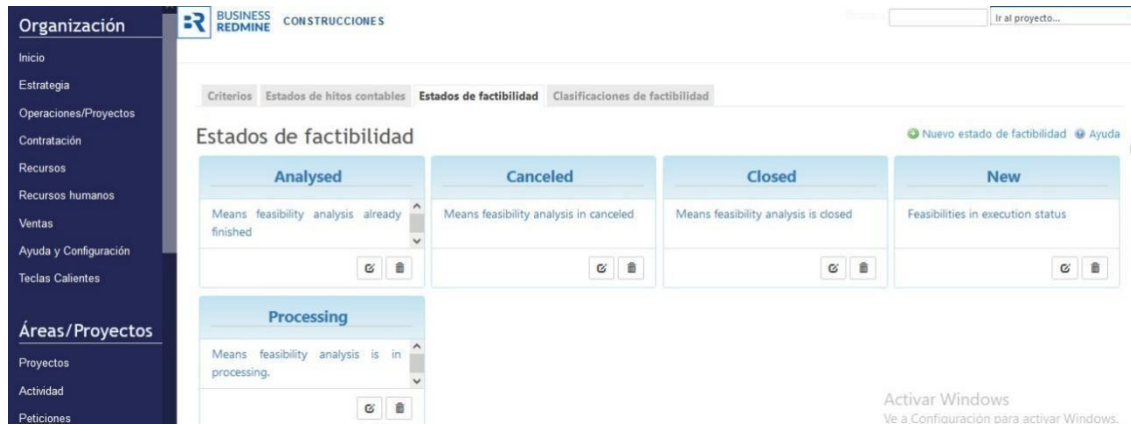 Organización
Inicio
Estrategia
Operaciones/Proyectos
Contratación
Recursos
Recursos humanos
Ventas
Ayuda y Configuración
Teclas Calientes
Áreas/Proyectos
Proyectos
Actividad
Peticiones
BR BUSINESS REDMINE CONSTRUCCIONES
Ir al proyecto...
Criterios Estados de hitos contables Estados de factibilidad Clasificaciones de factibilidad
Estados de factibilidad
Nuevo estado de factibilidad Ayuda
Analysed
Means feasibility analysis already
finished
Canceled
Means feasibility analysis in canceled
Closed
Means feasibility analysis is closed
New
Feasibilities in execution status
Processing
Means feasibility analysis is in
processing.
Activar Windows
Ve a Configuración para activar Windows.